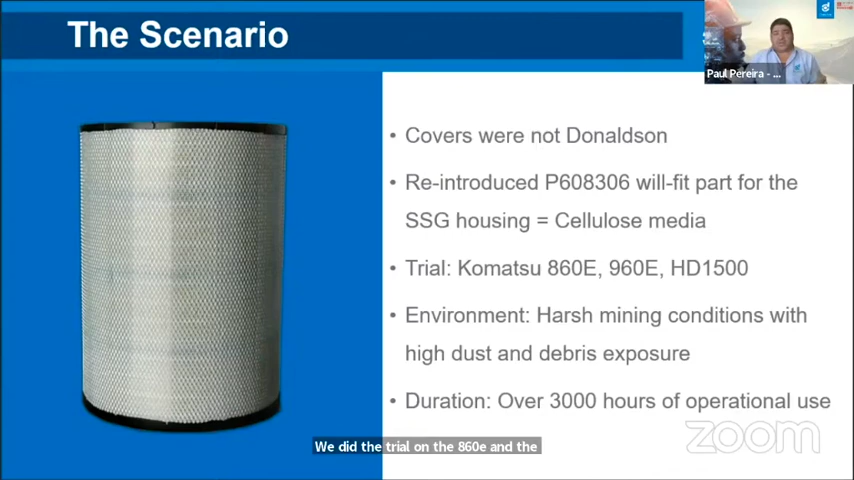 The Scenario
Paul Pereira - ...
• Covers were not Donaldson
• Re-introduced P608306 will-fit part for the
SSG housing = Cellulose media
• Trial: Komatsu 860E, 960E, HD1500
• Environment: Harsh mining conditions with
high dust and debris exposure
• Duration: Over 3000 hours of operational use
zoom
We did the trial on the 860e and the